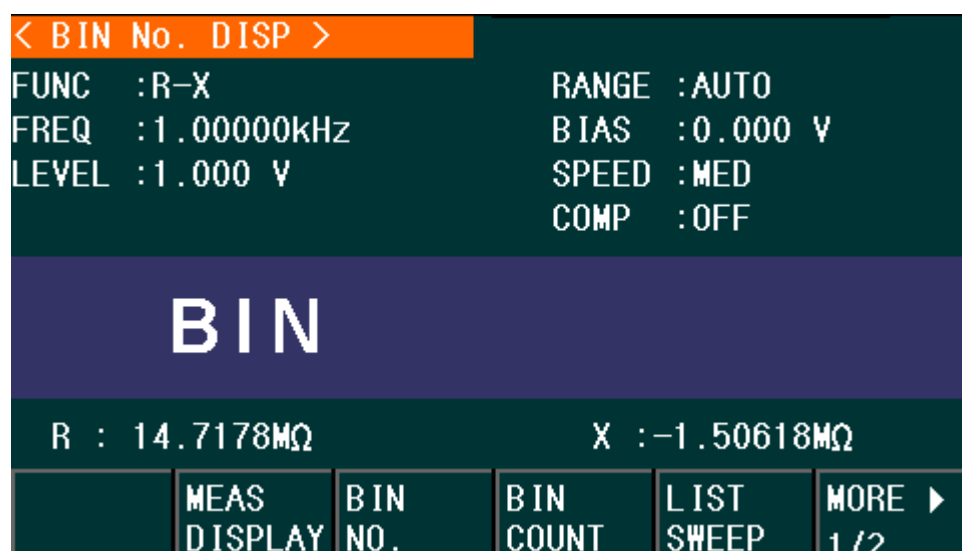 < BIN No. DISP >
FUNC :R-X RANGE :AUTO
FREQ :1.00000kHz BIAS :0.000 V
LEVEL :1.000 V SPEED :MED
COMP :OFF
BIN
R : 14.7178MΩ X :-1.50618MΩ
MEAS BIN BIN LIST MORE ▶
DISPLAY NO. COUNT SWEEP 1/2